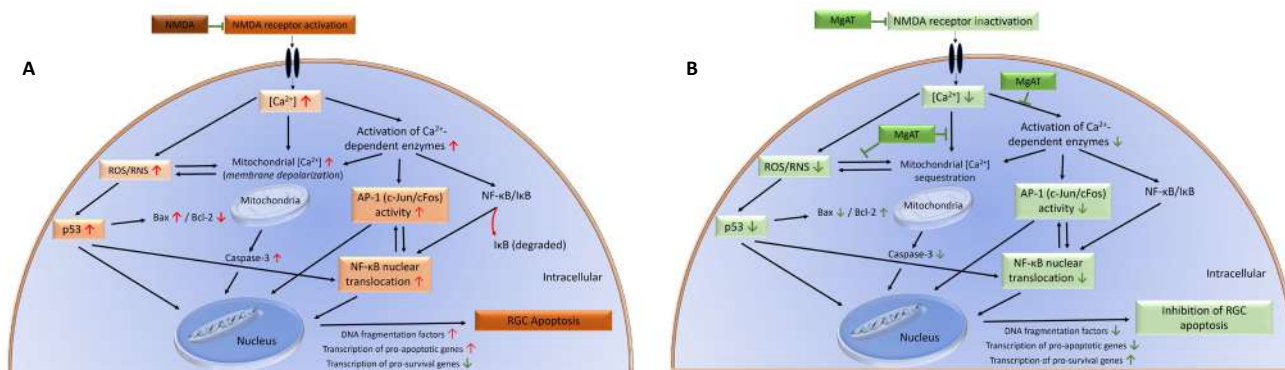 NMDA
NMDA receptor activation
A
[Ca²⁺] ↑
Activation of Ca²⁺-
dependent enzymes ↑
ROS/RNS ↑
Mitochondrial [Ca²⁺] ↑
(membrane depolarization)
Mitochondria
AP-1 (c-Jun/cFos)
activity ↑
NF-κB/IκB
p53 ↑
Bax ↑ / Bcl-2 ↓
IκB (degraded)
Caspase-3 ↑
NF-κB nuclear
translocation ↑
Intracellular
Nucleus
RGC Apoptosis
DNA fragmentation factors ↑
Transcription of pro-apoptotic genes ↑
Transcription of pro-survival genes ↓
MgAT
NMDA receptor inactivation
B
MgAT
[Ca²⁺] ↓
MgAT
Activation of Ca²⁺-
dependent enzymes ↓
ROS/RNS ↓
Mitochondrial [Ca²⁺]
sequestration
Mitochondria
AP-1 (c-Jun/cFos)
activity ↓
NF-κB/IκB
p53 ↓
Bax ↓ / Bcl-2 ↑
Caspase-3 ↓
NF-κB nuclear
translocation ↓
Intracellular
Nucleus
Inhibition of RGC
apoptosis
DNA fragmentation factors ↓
Transcription of pro-apoptotic genes ↓
Transcription of pro-survival genes ↑